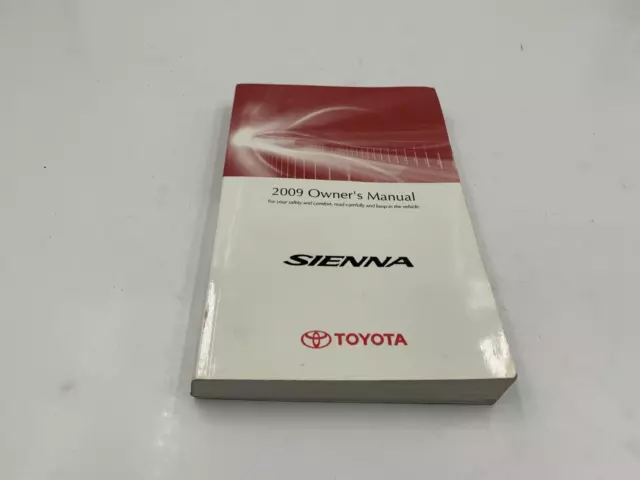 2009 Owner's Manual
For your safety and comfort, read carefully and keep in the vehicle.
SIENNA
TOYOTA